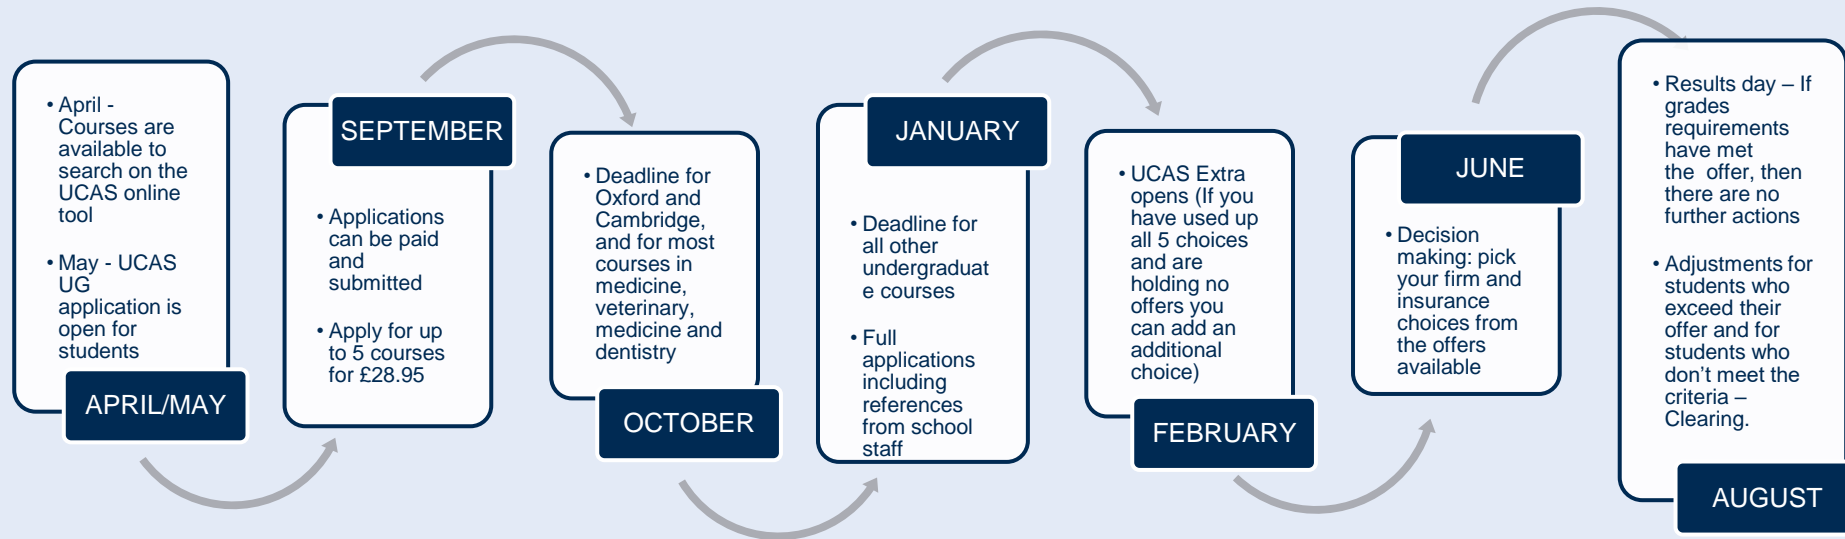 • April -
Courses are
available to
search on the
UCAS online
tool
• May - UCAS
UG
application is
open for
students
APRIL/MAY
SEPTEMBER
• Applications
can be paid
and
submitted
• Apply for up
to 5 courses
for £28.95
• Deadline for
Oxford and
Cambridge,
and for most
courses in
medicine,
veterinary,
medicine and
dentistry
OCTOBER
JANUARY
• Deadline for
all other
undergraduat
e courses
• Full
applications
including
references
from school
staff
• UCAS Extra
opens (If you
have used up
all 5 choices
and are
holding no
offers you
can add an
additional
choice)
FEBRUARY
JUNE
• Decision
making: pick
your firm and
insurance
choices from
the offers
available
• Results day – If
grades
requirements
have met
the offer, then
there are no
further actions
• Adjustments for
students who
exceed their
offer and for
students who
don’t meet the
criteria –
Clearing.
AUGUST